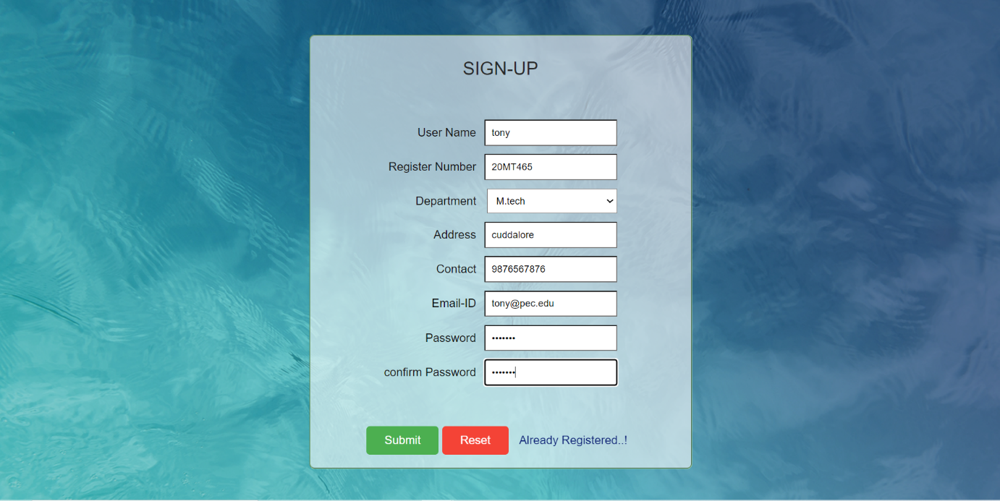 SIGN-UP
User Name tony
Register Number 20MT465
Department M.tech
Address cuddalore
Contact 9876567876
Email-ID tony@pec.edu
Password •••••••
confirm Password •••••••
Submit Reset Already Registered..!